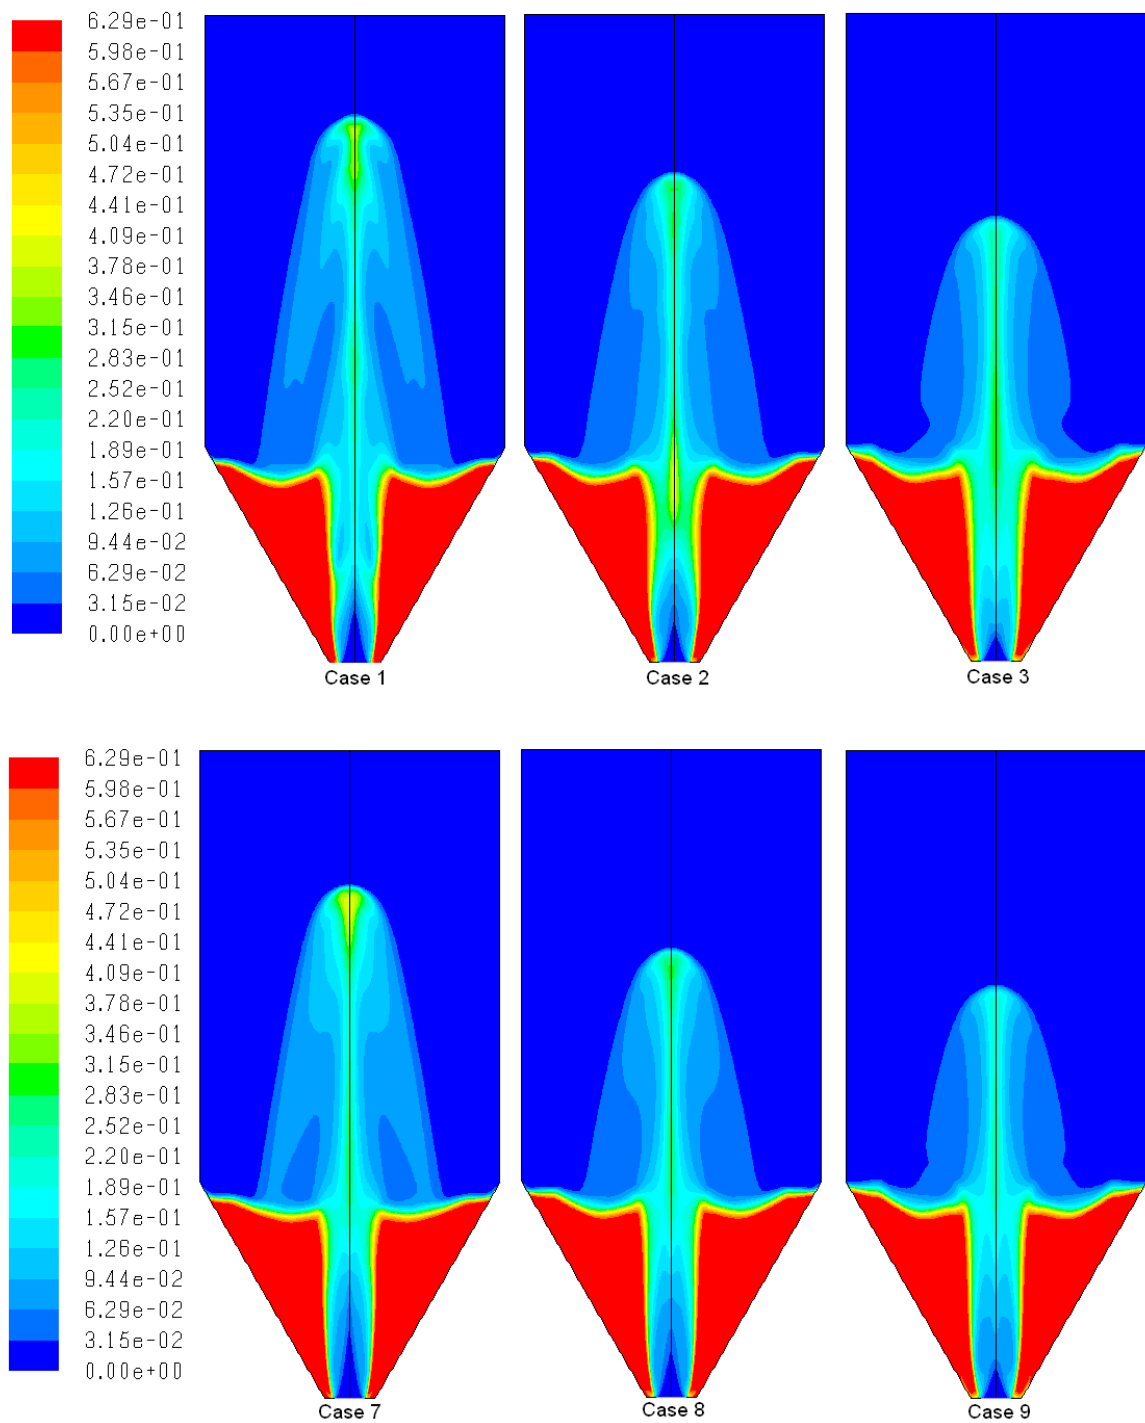 6.29e-01
5.98e-01
5.67e-01
5.35e-01
5.04e-01
4.72e-01
4.41e-01
4.09e-01
3.78e-01
3.46e-01
3.15e-01
2.83e-01
2.52e-01
2.20e-01
1.89e-01
1.57e-01
1.26e-01
9.44e-02
6.29e-02
3.15e-02
0.00e+00
Case 1 Case 2 Case 3
6.29e-01
5.98e-01
5.67e-01
5.35e-01
5.04e-01
4.72e-01
4.41e-01
4.09e-01
3.78e-01
3.46e-01
3.15e-01
2.83e-01
2.52e-01
2.20e-01
1.89e-01
1.57e-01
1.26e-01
9.44e-02
6.29e-02
3.15e-02
0.00e+00
Case 7 Case 8 Case 9